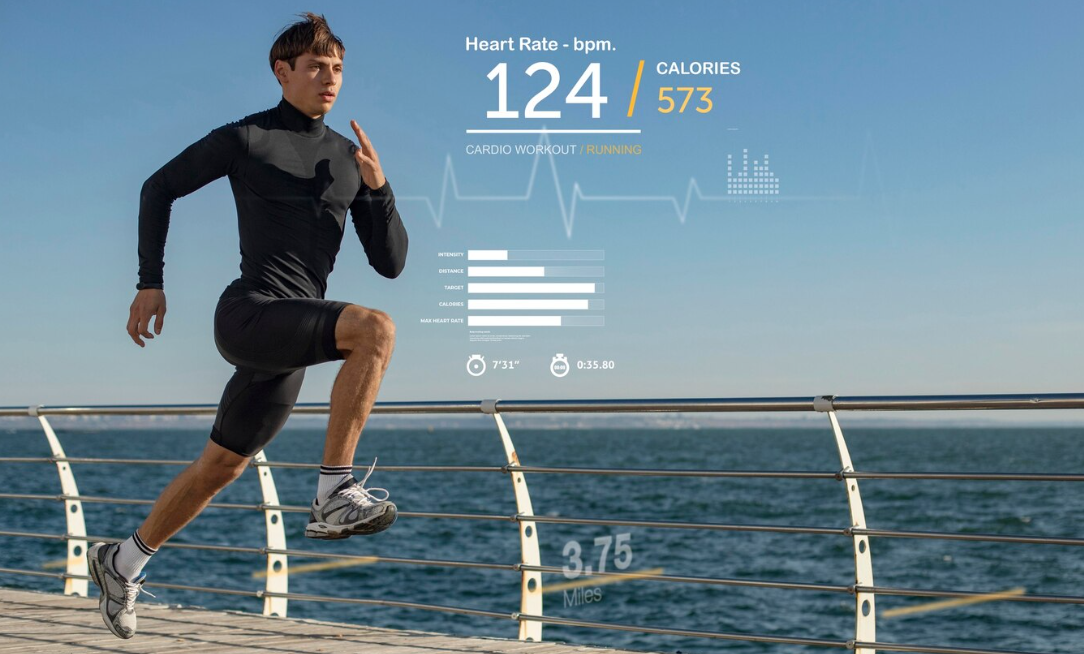 Heart Rate - bpm.
124 / CALORIES
573
CARDIO WORKOUT / RUNNING
INTENSITY
DISTANCE
TARGET
CALORIES
MAX HEART RATE
7'31" 0:35.80
3.75
Miles